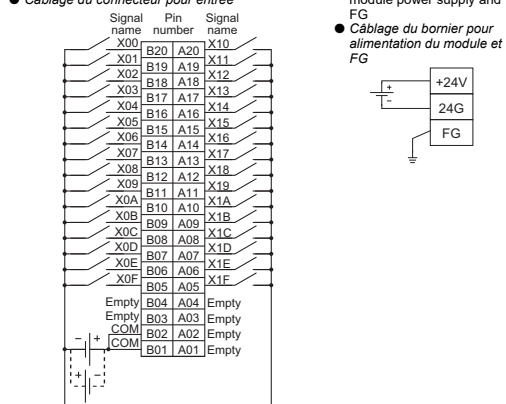 ● Câblage du connecteur pour entrée
Signal name Pin number Signal name
X00 B20 A20 X10
X01 B19 A19 X11
X02 B18 A18 X12
X03 B17 A17 X13
X04 B16 A16 X14
X05 B15 A15 X15
X06 B14 A14 X16
X07 B13 A13 X17
X08 B12 A12 X18
X09 B11 A11 X19
X0A B10 A10 X1A
X0B B09 A09 X1B
X0C B08 A08 X1C
X0D B07 A07 X1D
X0E B06 A06 X1E
X0F B05 A05 X1F
Empty B04 A04 Empty
Empty B03 A03 Empty
COM B02 A02 Empty
COM B01 A01 Empty
− +
+ −
module power supply and
FG
● Câblage du bornier pour
alimentation du module et
FG
+ +24V
− 24G
FG